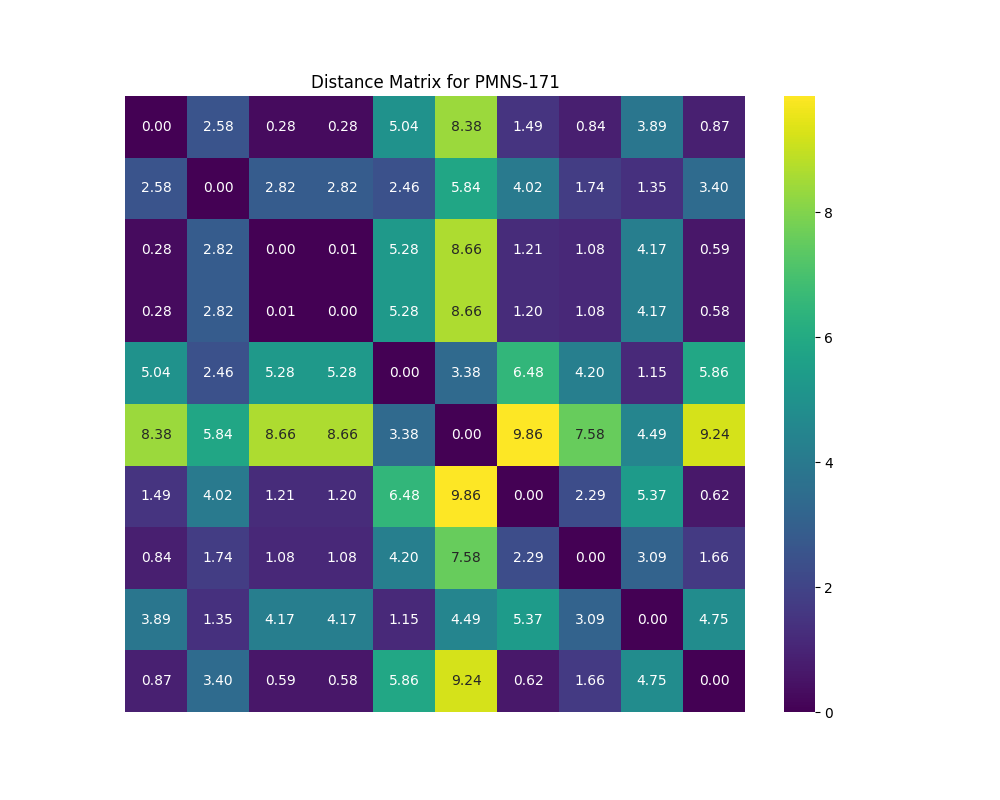 Distance Matrix for PMNS-171
0.00 2.58 0.28 0.28 5.04 8.38 1.49 0.84 3.89 0.87
2.58 0.00 2.82 2.82 2.46 5.84 4.02 1.74 1.35 3.40
0.28 2.82 0.00 0.01 5.28 8.66 1.21 1.08 4.17 0.59
0.28 2.82 0.01 0.00 5.28 8.66 1.20 1.08 4.17 0.58
5.04 2.46 5.28 5.28 0.00 3.38 6.48 4.20 1.15 5.86
8.38 5.84 8.66 8.66 3.38 0.00 9.86 7.58 4.49 9.24
1.49 4.02 1.21 1.20 6.48 9.86 0.00 2.29 5.37 0.62
0.84 1.74 1.08 1.08 4.20 7.58 2.29 0.00 3.09 1.66
3.89 1.35 4.17 4.17 1.15 4.49 5.37 3.09 0.00 4.75
0.87 3.40 0.59 0.58 5.86 9.24 0.62 1.66 4.75 0.00
8
6
4
2
0